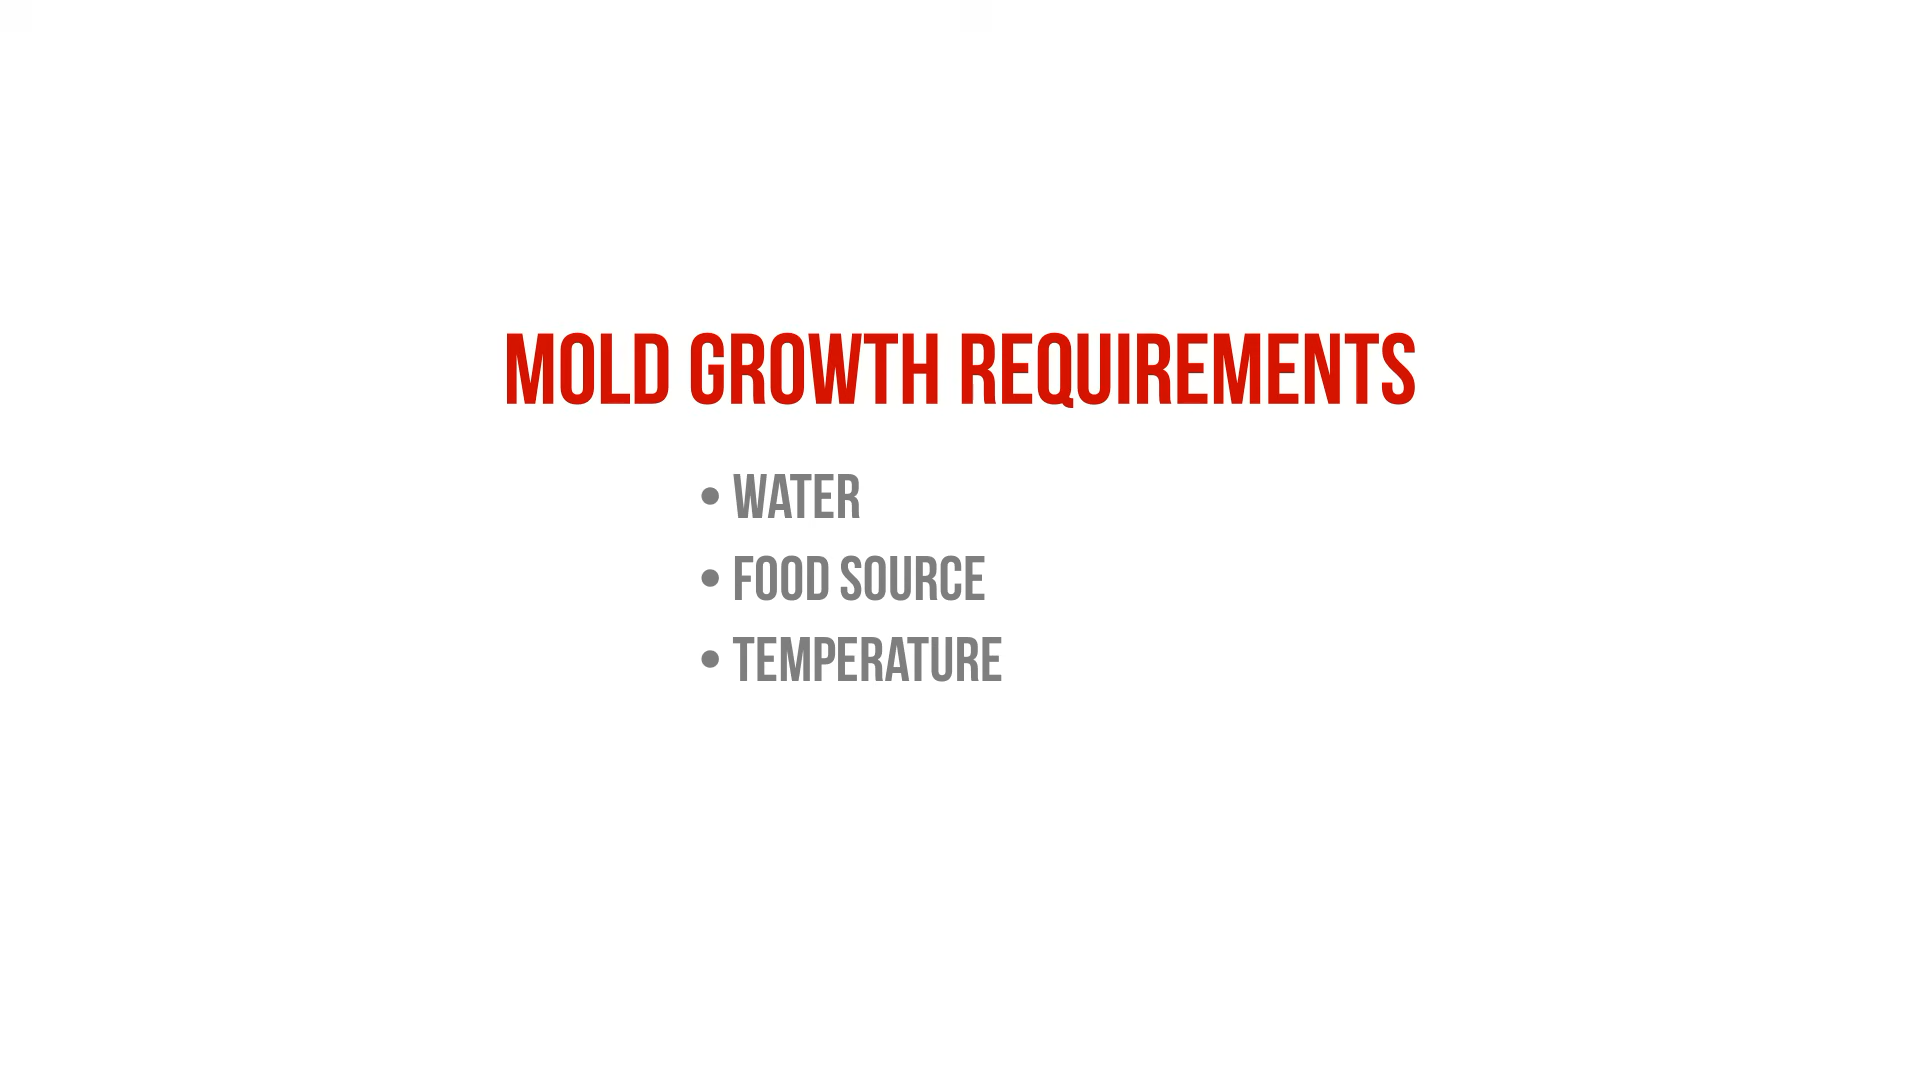 MOLD GROWTH REQUIREMENTS
• WATER
• FOOD SOURCE
• TEMPERATURE